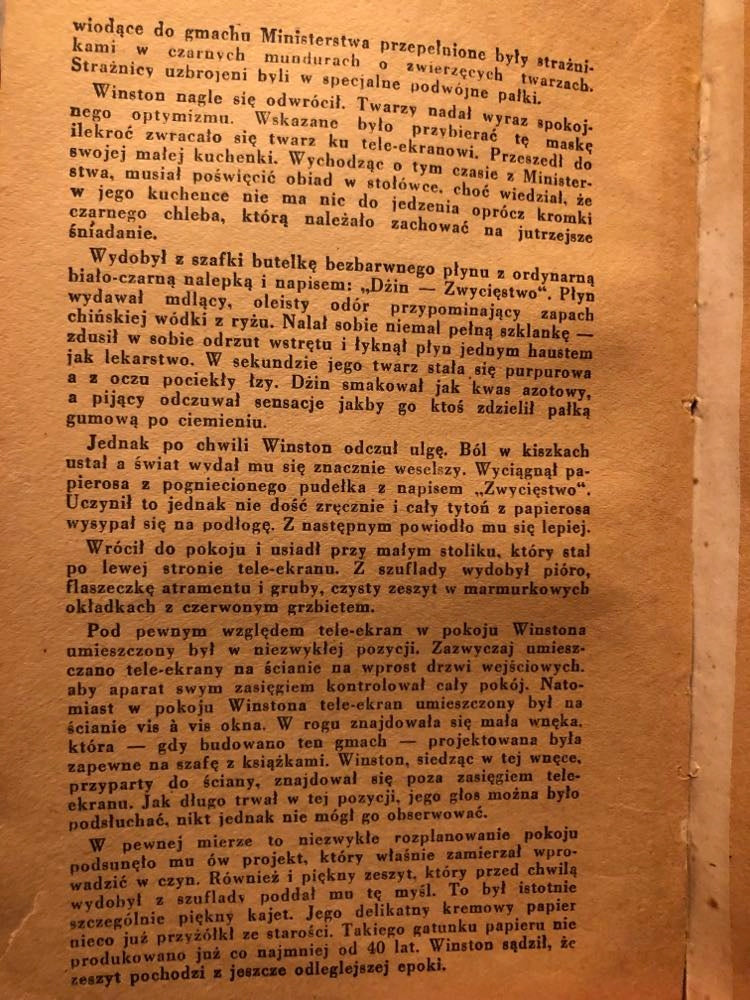 wiodące do gmachu Ministerstwa przepełnione były strażni-
kami w czarnych mundurach o zwierzęcych twarzach.
Strażnicy uzbrojeni byli w specjalne podwójne pałki.
Winston nagle się odwrócił. Twarzy nadał wyraz spokoj-
nego optymizmu. Wskazane było przybierać tę maskę
ilekroć zwracało się twarz ku tele-ekranowi. Przeszedł do
swojej małej kuchenki. Wychodząc o tym czasie z Minister-
stwa, musiał poświęcić obiad w stołówce, choć wiedział, że
w jego kuchence nie ma nic do jedzenia oprócz kromki
czarnego chleba, którą należało zachować na jutrzejsze
śniadanie.
Wydobył z szafki butelkę bezbarwnego płynu z ordynarną
biało-czarną nalepką i napisem: „Dżin — Zwycięstwo“. Płyn
wydawał mdlący, oleisty odór przypominający zapach
chińskiej wódki z ryżu. Nalał sobie niemal pełną szklankę —
zdusił w sobie odrzut wstrętu i łyknął płyn jednym haustem
jak lekarstwo. W sekundzie jego twarz stała się purpurowa
a z oczu pociekły łzy. Dżin smakował jak kwas azotowy,
a pijący odczuwał sensacje jakby go ktoś zdzielił pałką
gumową po ciemieniu.
Jednak po chwili Winston odczuł ulgę. Ból w kiszkach
ustał a świat wydał mu się znacznie weselszy. Wyciągnął pa-
pierosa z pogniecionego pudełka z napisem „Zwycięstwo“.
Uczynił to jednak nie dość zręcznie i cały tytoń z papierosa
wysypał się na podłogę. Z następnym powiodło mu się lepiej.
Wrócił do pokoju i usiadł przy małym stoliku, który stał
po lewej stronie tele-ekranu. Z szuflady wydobył pióro,
flaszeczkę atramentu i gruby, czysty zeszyt w marmurkowych
okładkach z czerwonym grzbietem.
Pod pewnym względem tele-ekran w pokoju Winstona
umieszczony był w niezwykłej pozycji. Zazwyczaj umiesz-
czano tele-ekrany na ścianie na wprost drzwi wejściowych,
aby aparat swym zasięgiem kontrolował cały pokój. Nato-
miast w pokoju Winstona tele-ekran umieszczony był na
ścianie vis à vis okna. W rogu znajdowała się mała wnęka,
która — gdy budowano ten gmach — projektowana była
zapewne na szafę z książkami. Winston, siedząc w tej wnęce,
przyparty do ściany, znajdował się poza zasięgiem tele-
ekranu. Jak długo trwał w tej pozycji, jego głos można było
podsłuchać, nikt jednak nie mógł go obserwować.
W pewnej mierze to niezwykłe rozplanowanie pokoju
podsunęło mu ów projekt, który właśnie zamierzał wpro-
wadzić w czyn. Również i piękny zeszyt, który przed chwilą
wydobył z szuflady poddał mu tę myśl. To był istotnie
szczególnie piękny kajet. Jego delikatny kremowy papier
nieco już przyżółkł ze starości. Takiego gatunku papieru nie
produkowano już co najmniej od 40 lat. Winston sądził, że
zeszyt pochodzi z jeszcze odleglejszej epoki.